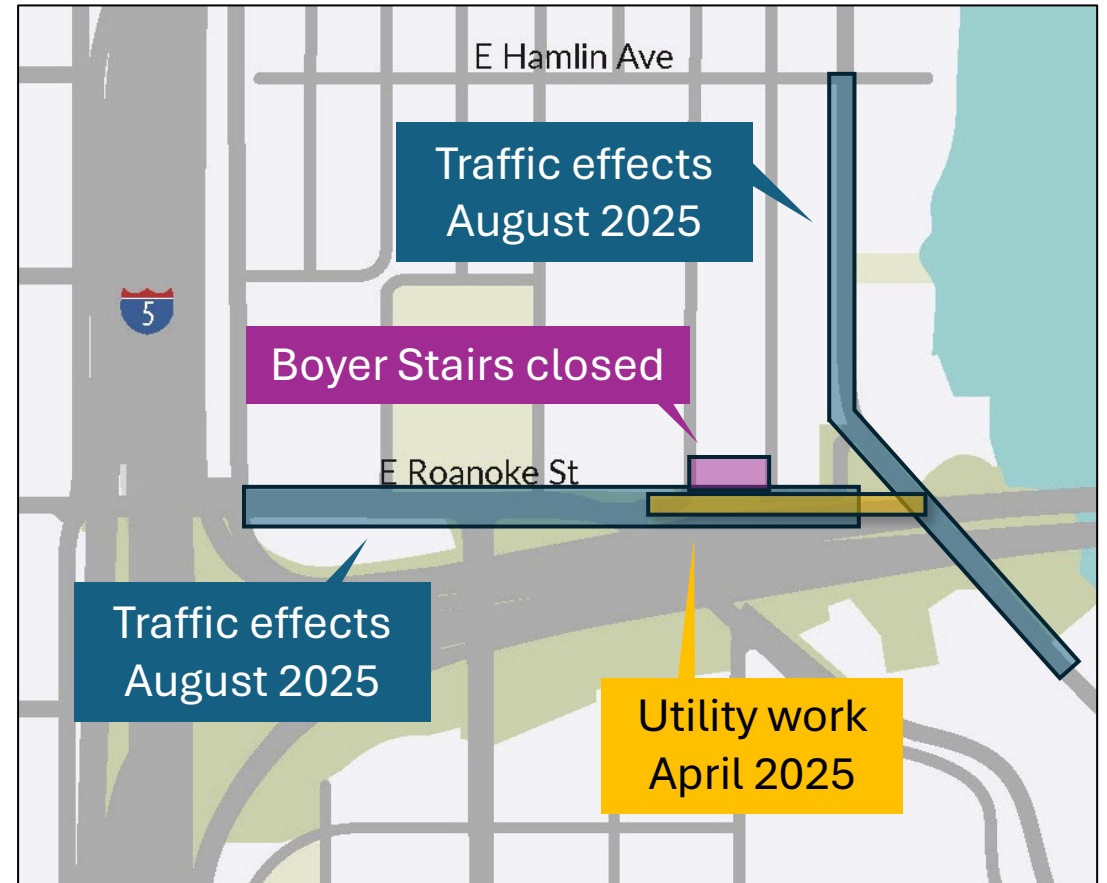 E Hamlin Ave
Traffic effects
August 2025
5
Boyer Stairs closed
E Roanoke St
Traffic effects
August 2025
Utility work
April 2025